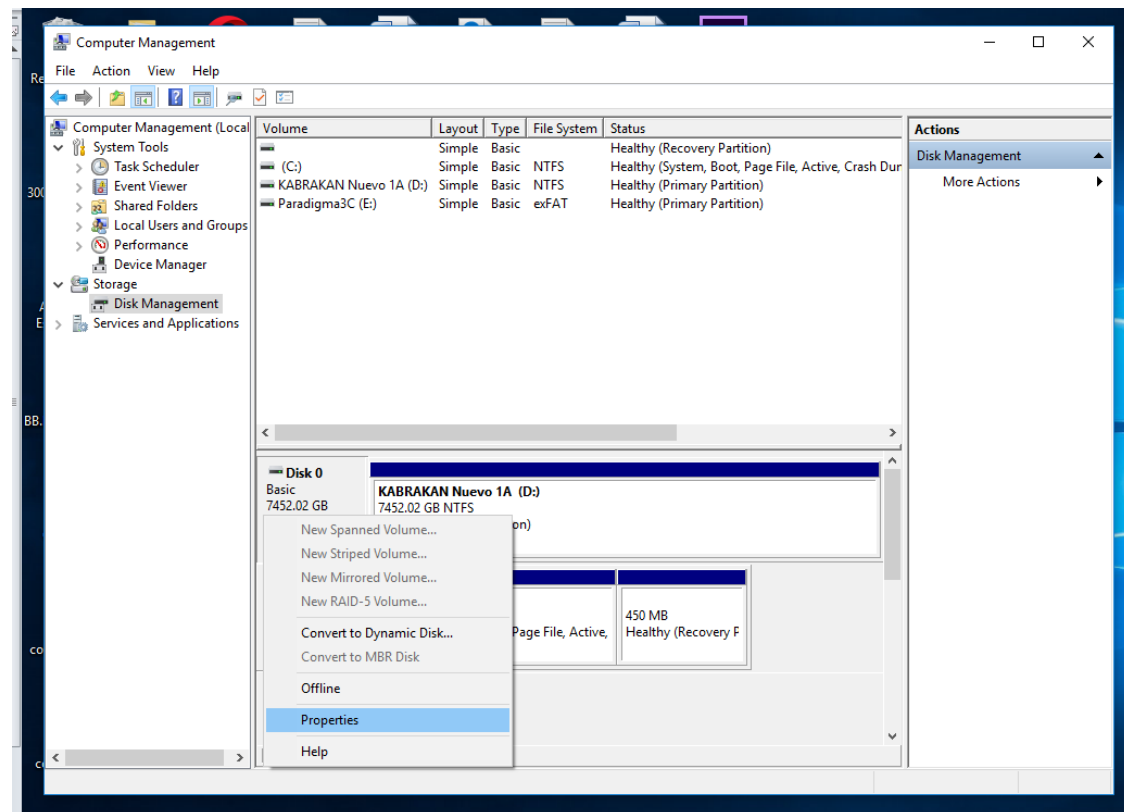 Computer Management
File Action View Help
Computer Management (Local
System Tools
Task Scheduler
Event Viewer
Shared Folders
Local Users and Groups
Performance
Device Manager
Storage
Disk Management
Services and Applications
Volume Layout Type File System Status
Simple Basic Healthy (Recovery Partition)
(C:) Simple Basic NTFS Healthy (System, Boot, Page File, Active, Crash Dur
KABRAKAN Nuevo 1A (D:) Simple Basic NTFS Healthy (Primary Partition)
Paradigma3C (E:) Simple Basic exFAT Healthy (Primary Partition)
Disk 0
Basic
7452.02 GB
KABRAKAN Nuevo 1A (D:)
7452.02 GB NTFS
on)
Page File, Active,
450 MB
Healthy (Recovery P
New Spanned Volume...
New Striped Volume...
New Mirrored Volume...
New RAID-5 Volume...
Convert to Dynamic Disk...
Convert to MBR Disk
Offline
Properties
Help
Actions
Disk Management
More Actions
Re
300
E
BB.
co